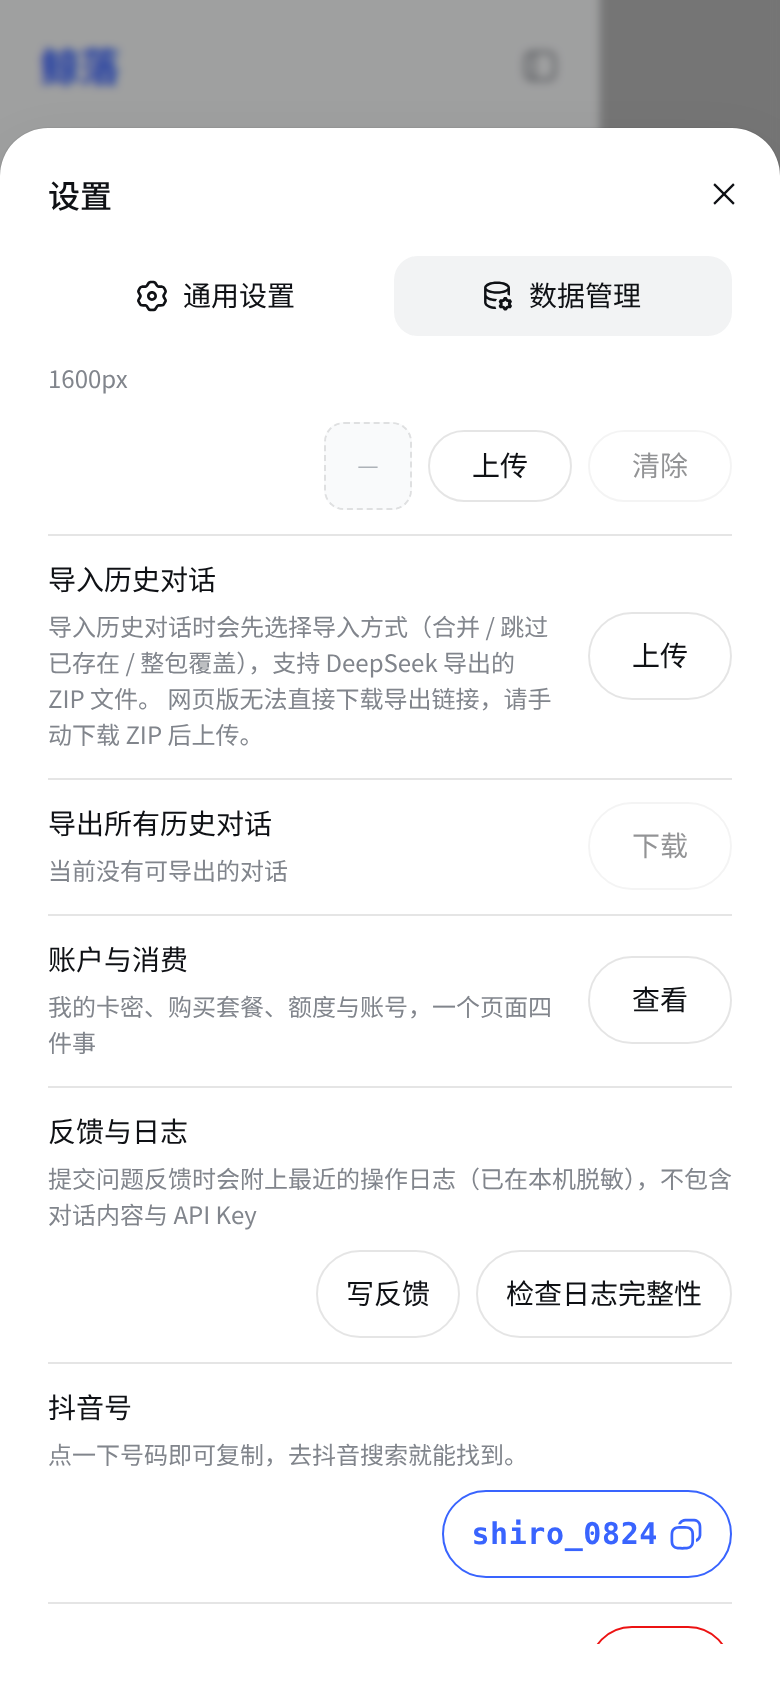 鲸落
设置
通用设置
数据管理
1600px
—
上传
清除
导入历史对话
导入历史对话时会先选择导入方式（合并 / 跳过
已存在 / 整包覆盖），支持 DeepSeek 导出的
ZIP 文件。 网页版无法直接下载导出链接，请手
动下载 ZIP 后上传。
上传
导出所有历史对话
当前没有可导出的对话
下载
账户与消费
我的卡密、购买套餐、额度与账号，一个页面四
件事
查看
反馈与日志
提交问题反馈时会附上最近的操作日志（已在本机脱敏），不包含
对话内容与 API Key
写反馈
检查日志完整性
抖音号
点一下号码即可复制，去抖音搜索就能找到。
shiro_0824